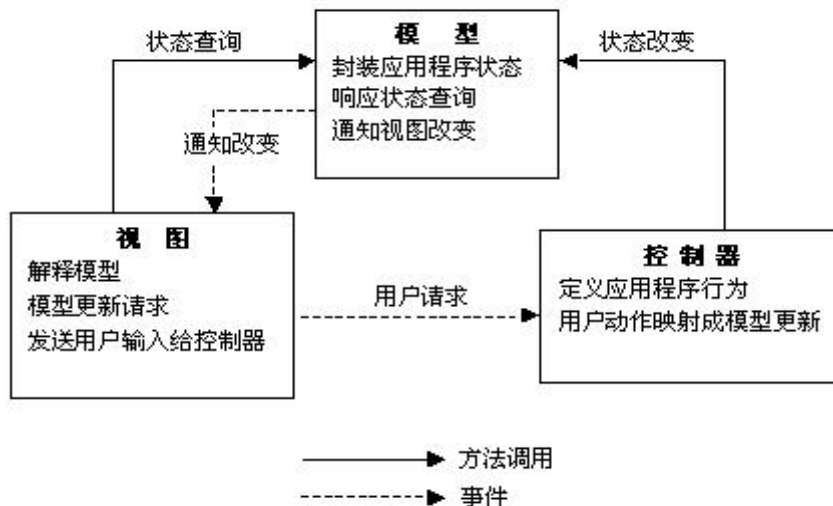 模 型
封装应用程序状态
响应状态查询
通知视图改变
状态查询
状态改变
通知改变
视 图
解释模型
模型更新请求
发送用户输入给控制器
用户请求
控 制 器
定义应用程序行为
用户动作映射成模型更新
方法调用
事件